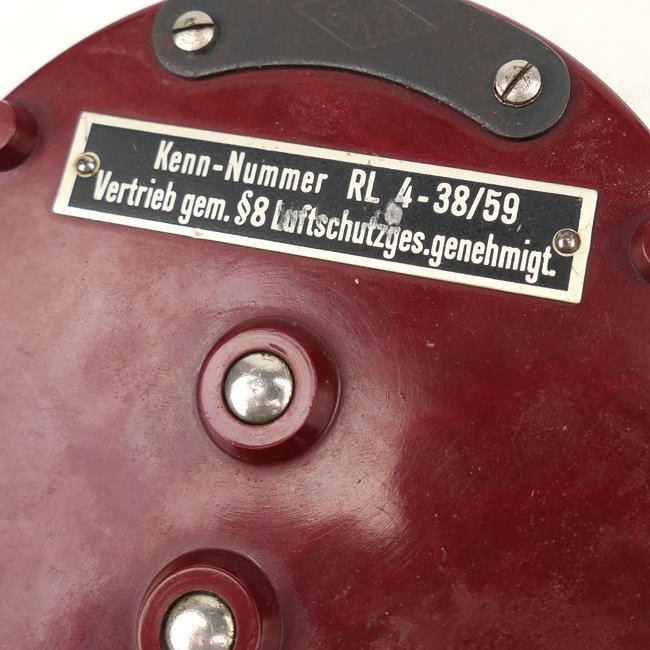 Kenn-Nummer RL 4-38/59
Vertrieb gem. §8 Luftschutzges.genehmigt.